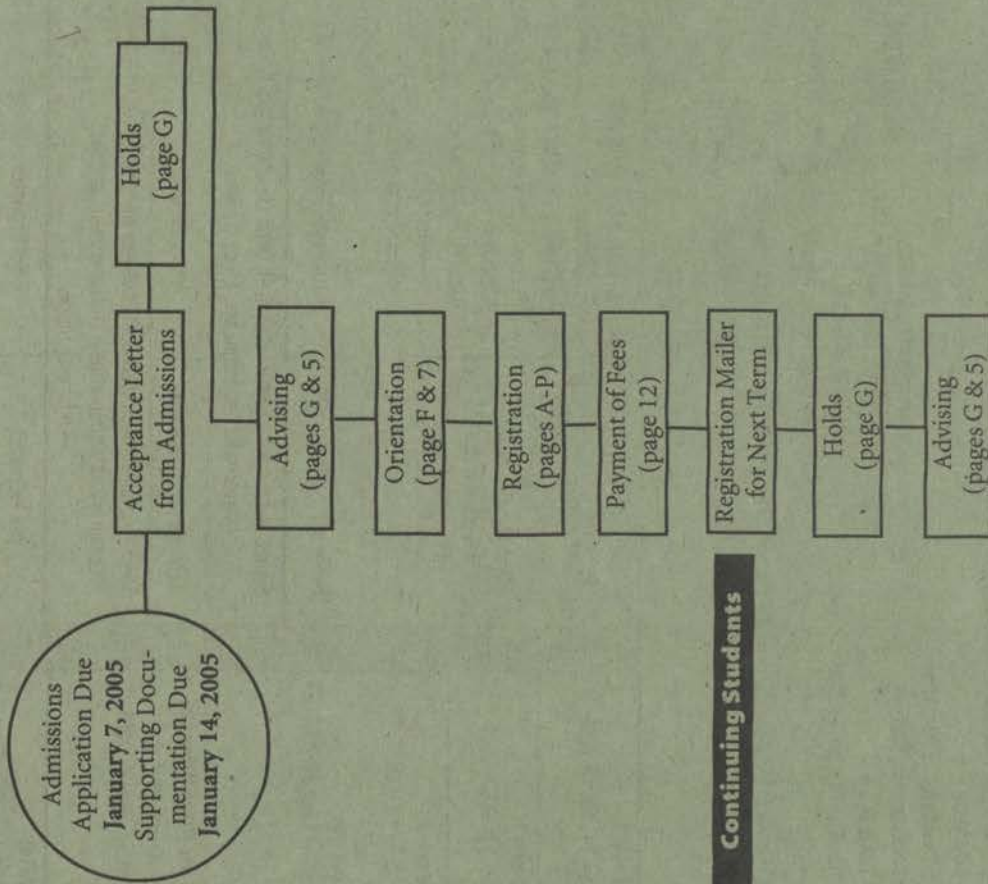 Admissions
Application Due
January 7, 2005
Supporting Docu-
mentation Due
January 14, 2005
Acceptance Letter
from Admissions
Holds
(page G)
Advising
(pages G & 5)
Orientation
(page F & 7)
Registration
(pages A-P)
Payment of Fees
(page 12)
Continuing Students
Registration Mailer
for Next Term
Holds
(page G)
Advising
(pages G & 5)